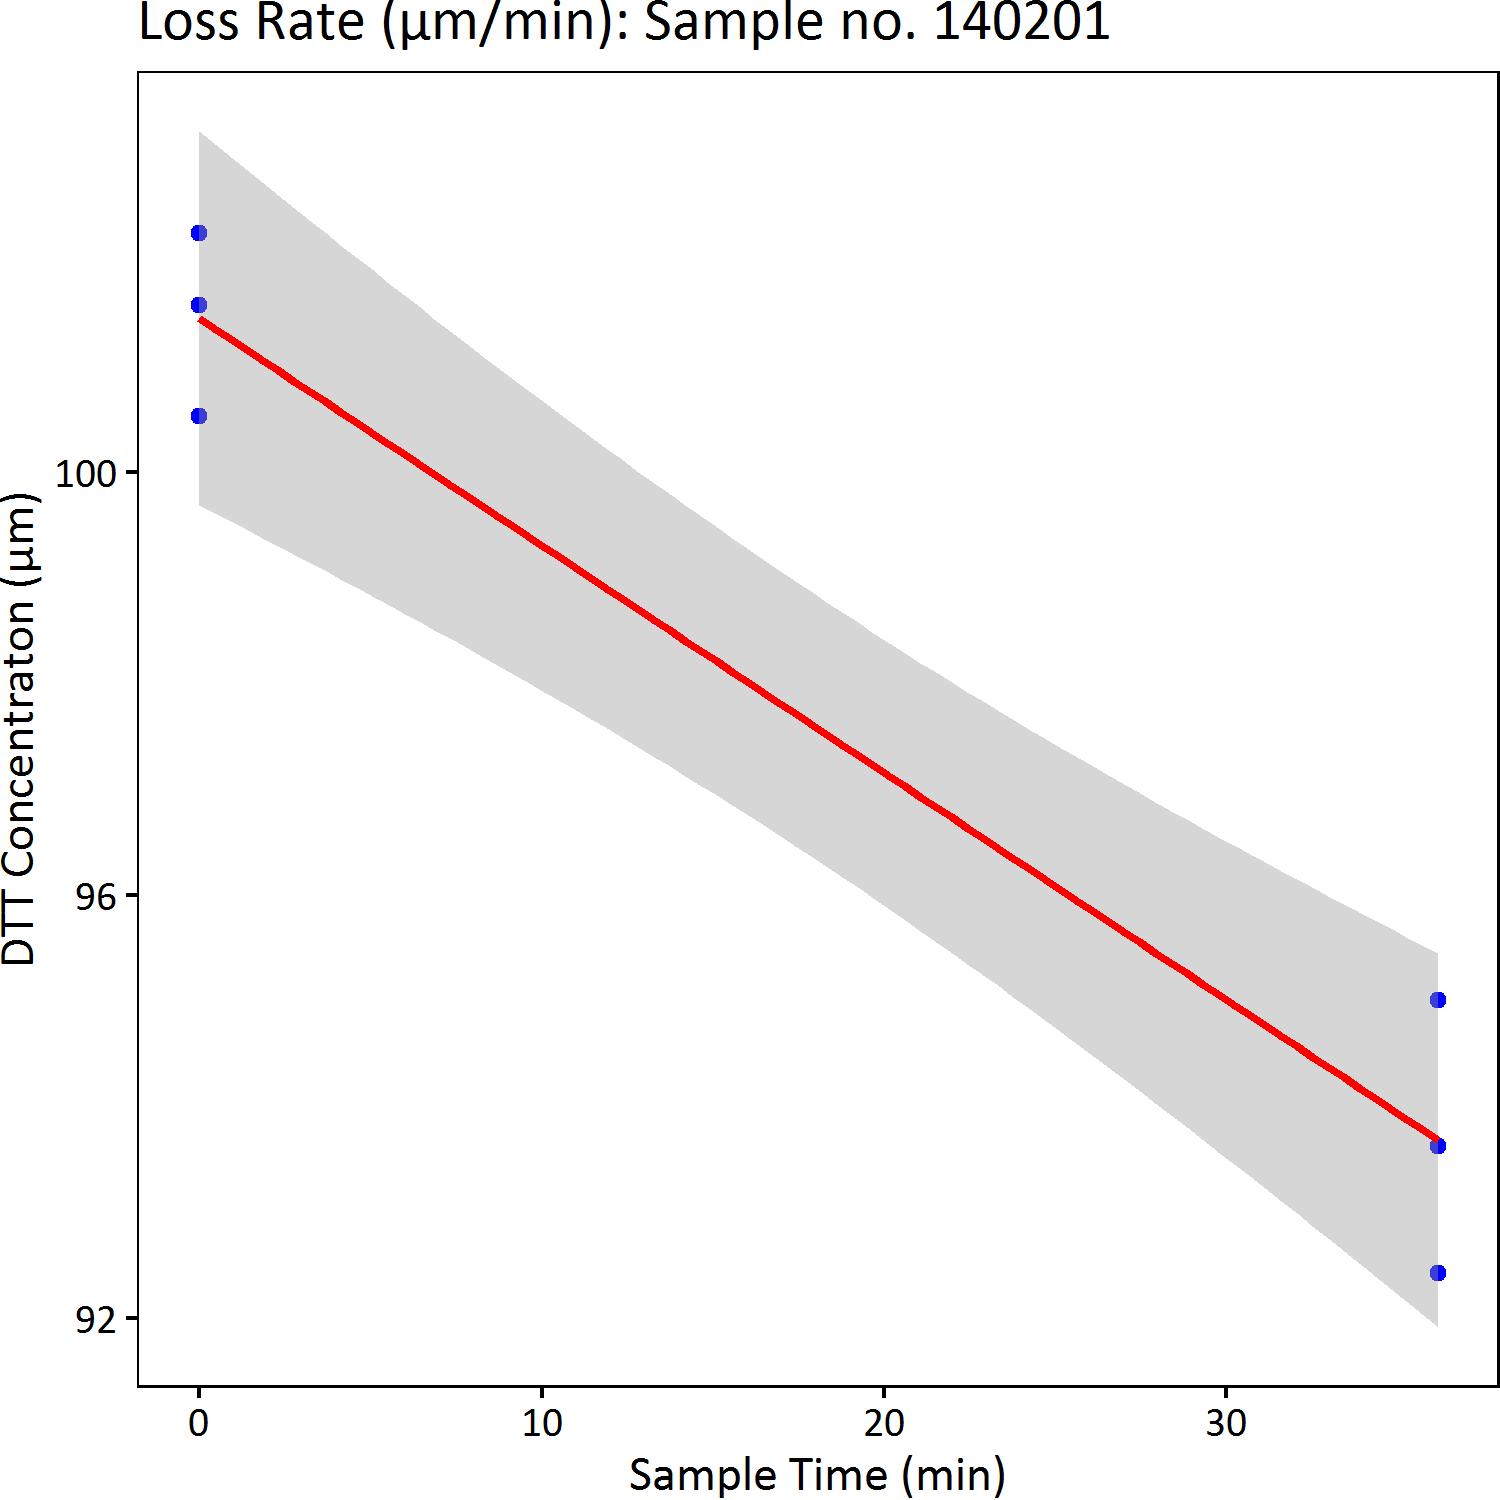 Loss Rate (µm/min): Sample no. 140201
DTT Concentraton (µm)
100
96
92
0 10 20 30
Sample Time (min)